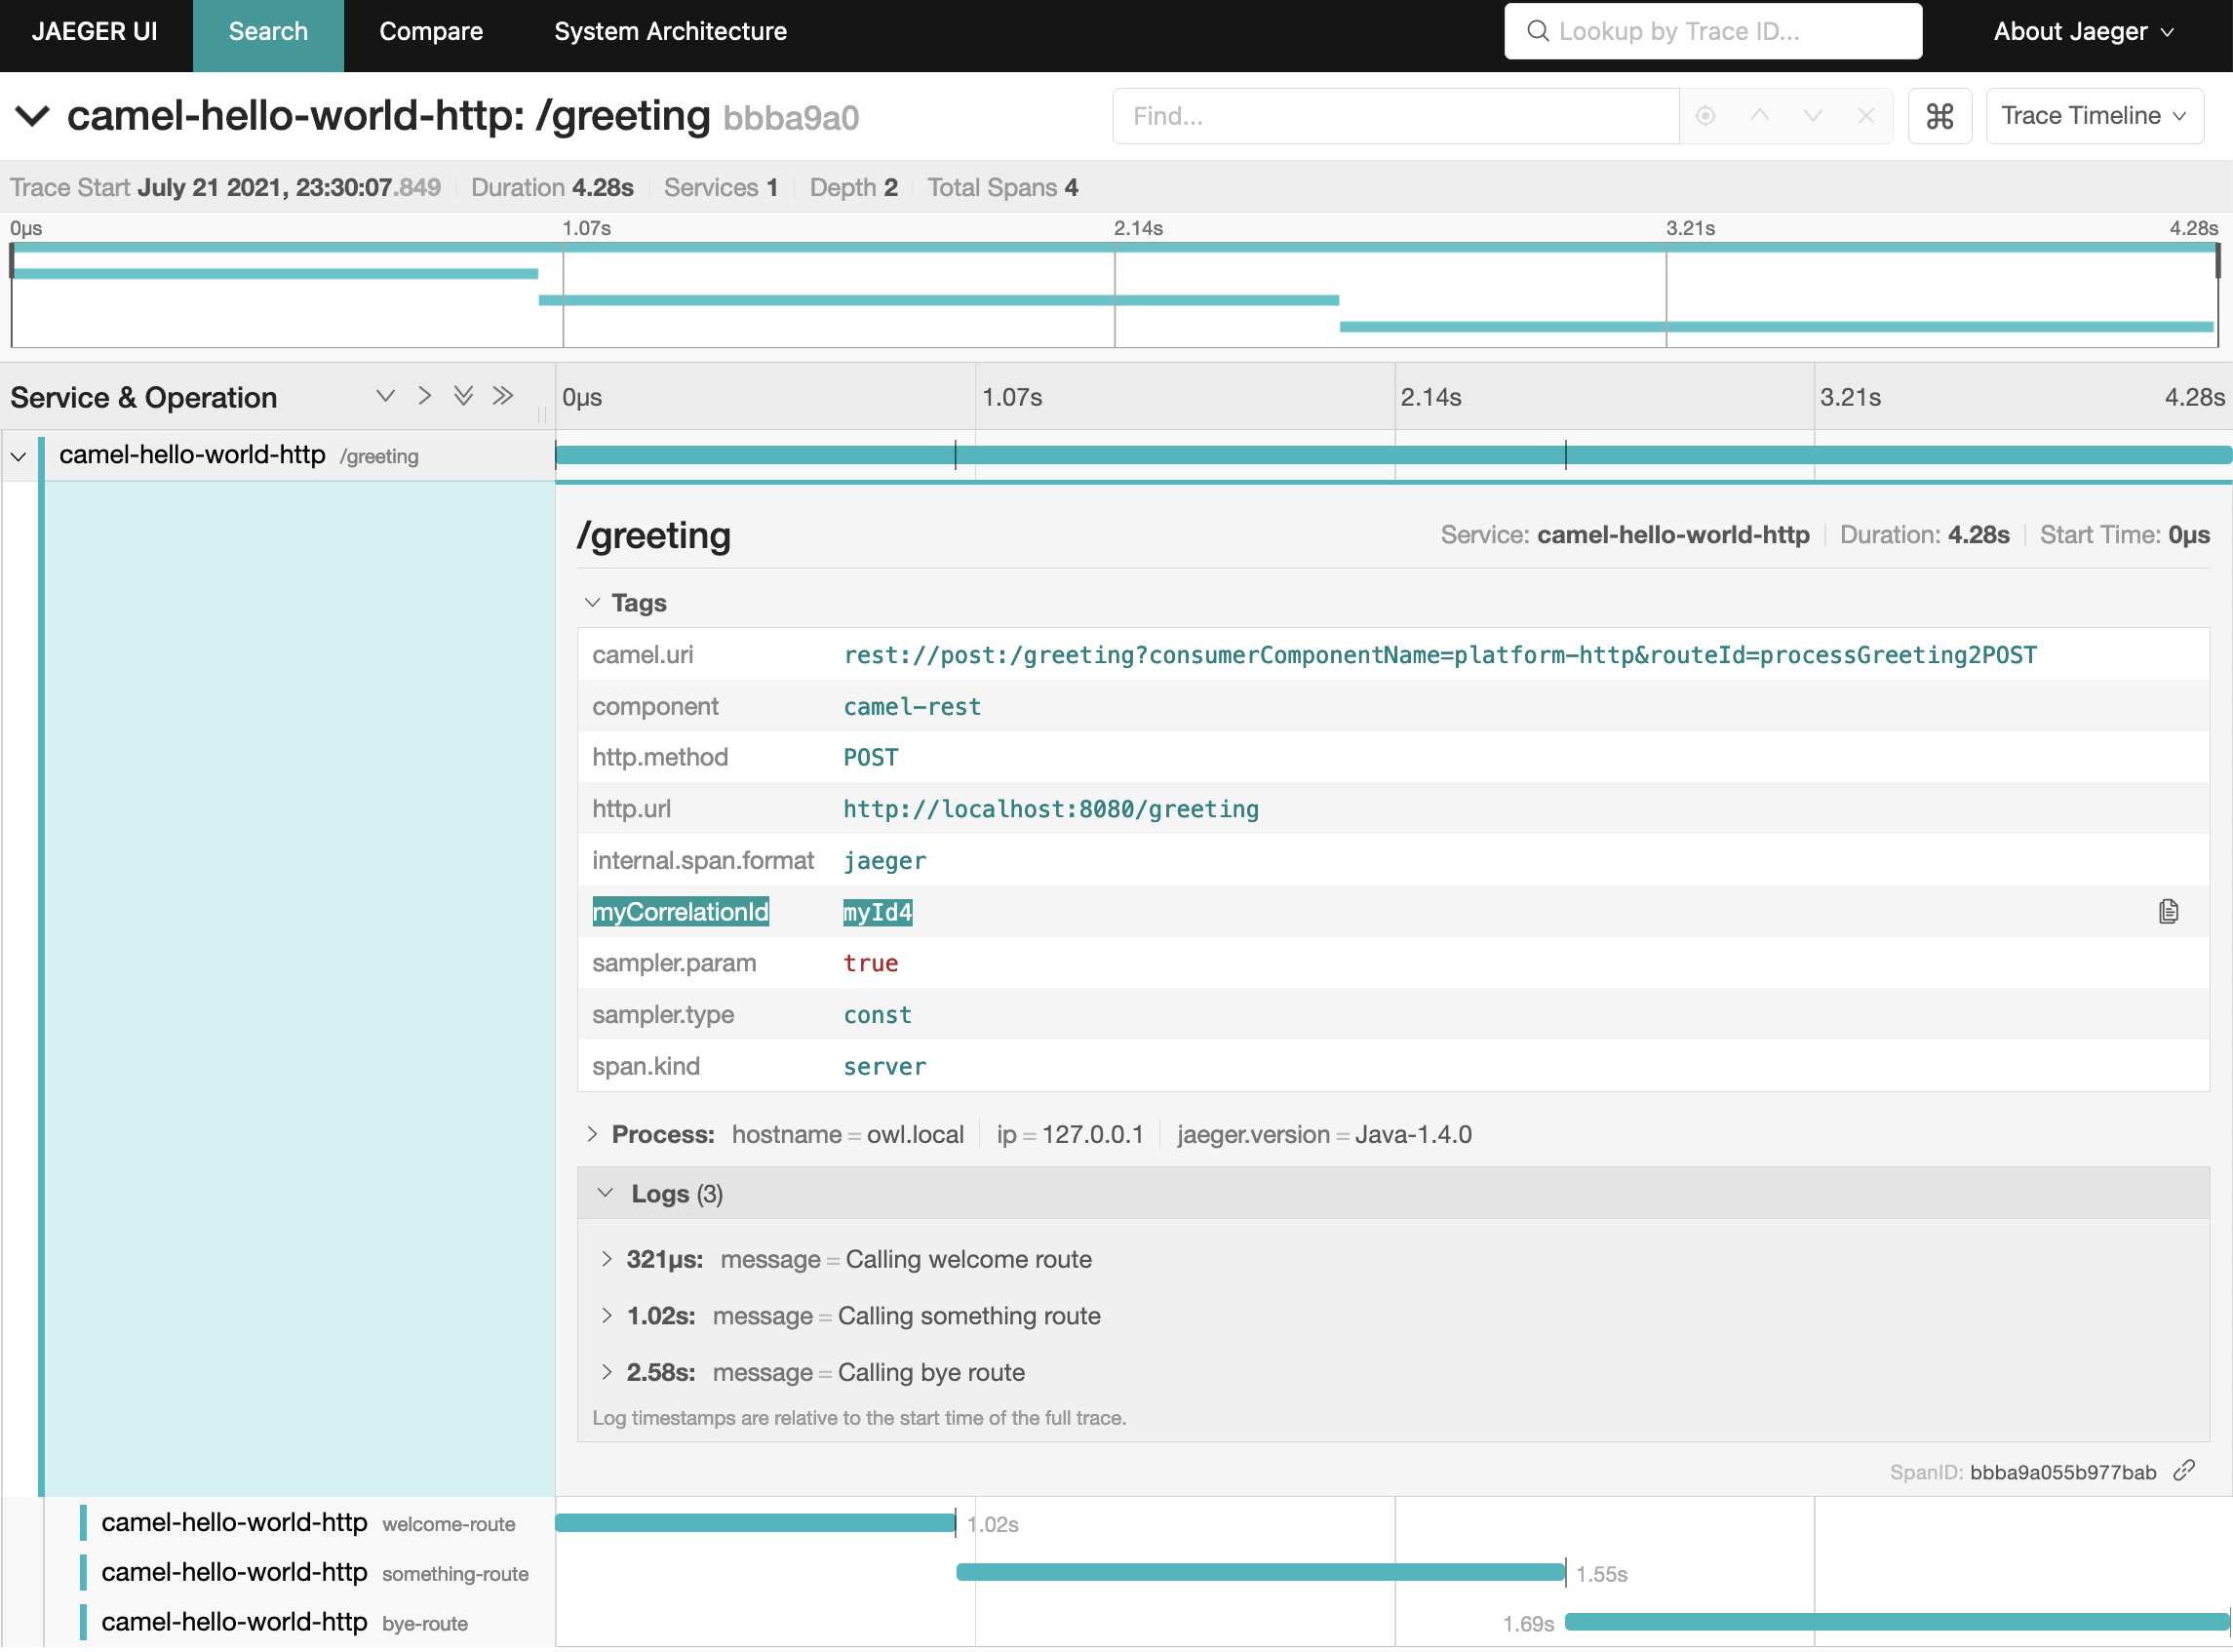 JAEGER UI Search Compare System Architecture Lookup by Trace ID... About Jaeger
camel-hello-world-http: /greeting bbba9a0 Find... ⌘ Trace Timeline
Trace Start July 21 2021, 23:30:07.849 Duration 4.28s Services 1 Depth 2 Total Spans 4
0μs 1.07s 2.14s 3.21s 4.28s
Service & Operation 0μs 1.07s 2.14s 3.21s 4.28s
camel-hello-world-http /greeting
/greeting Service: camel-hello-world-http Duration: 4.28s Start Time: 0μs
Tags
camel.uri rest://post:/greeting?consumerComponentName=platform-http&routeId=processGreeting2POST
component camel-rest
http.method POST
http.url http://localhost:8080/greeting
internal.span.format jaeger
myCorrelationId myId4
sampler.param true
sampler.type const
span.kind server
Process: hostname = owl.local ip = 127.0.0.1 jaeger.version = Java-1.4.0
Logs (3)
321μs: message = Calling welcome route
1.02s: message = Calling something route
2.58s: message = Calling bye route
Log timestamps are relative to the start time of the full trace.
SpanID: bbba9a055b977bab
camel-hello-world-http welcome-route 1.02s
camel-hello-world-http something-route 1.55s
camel-hello-world-http bye-route 1.69s